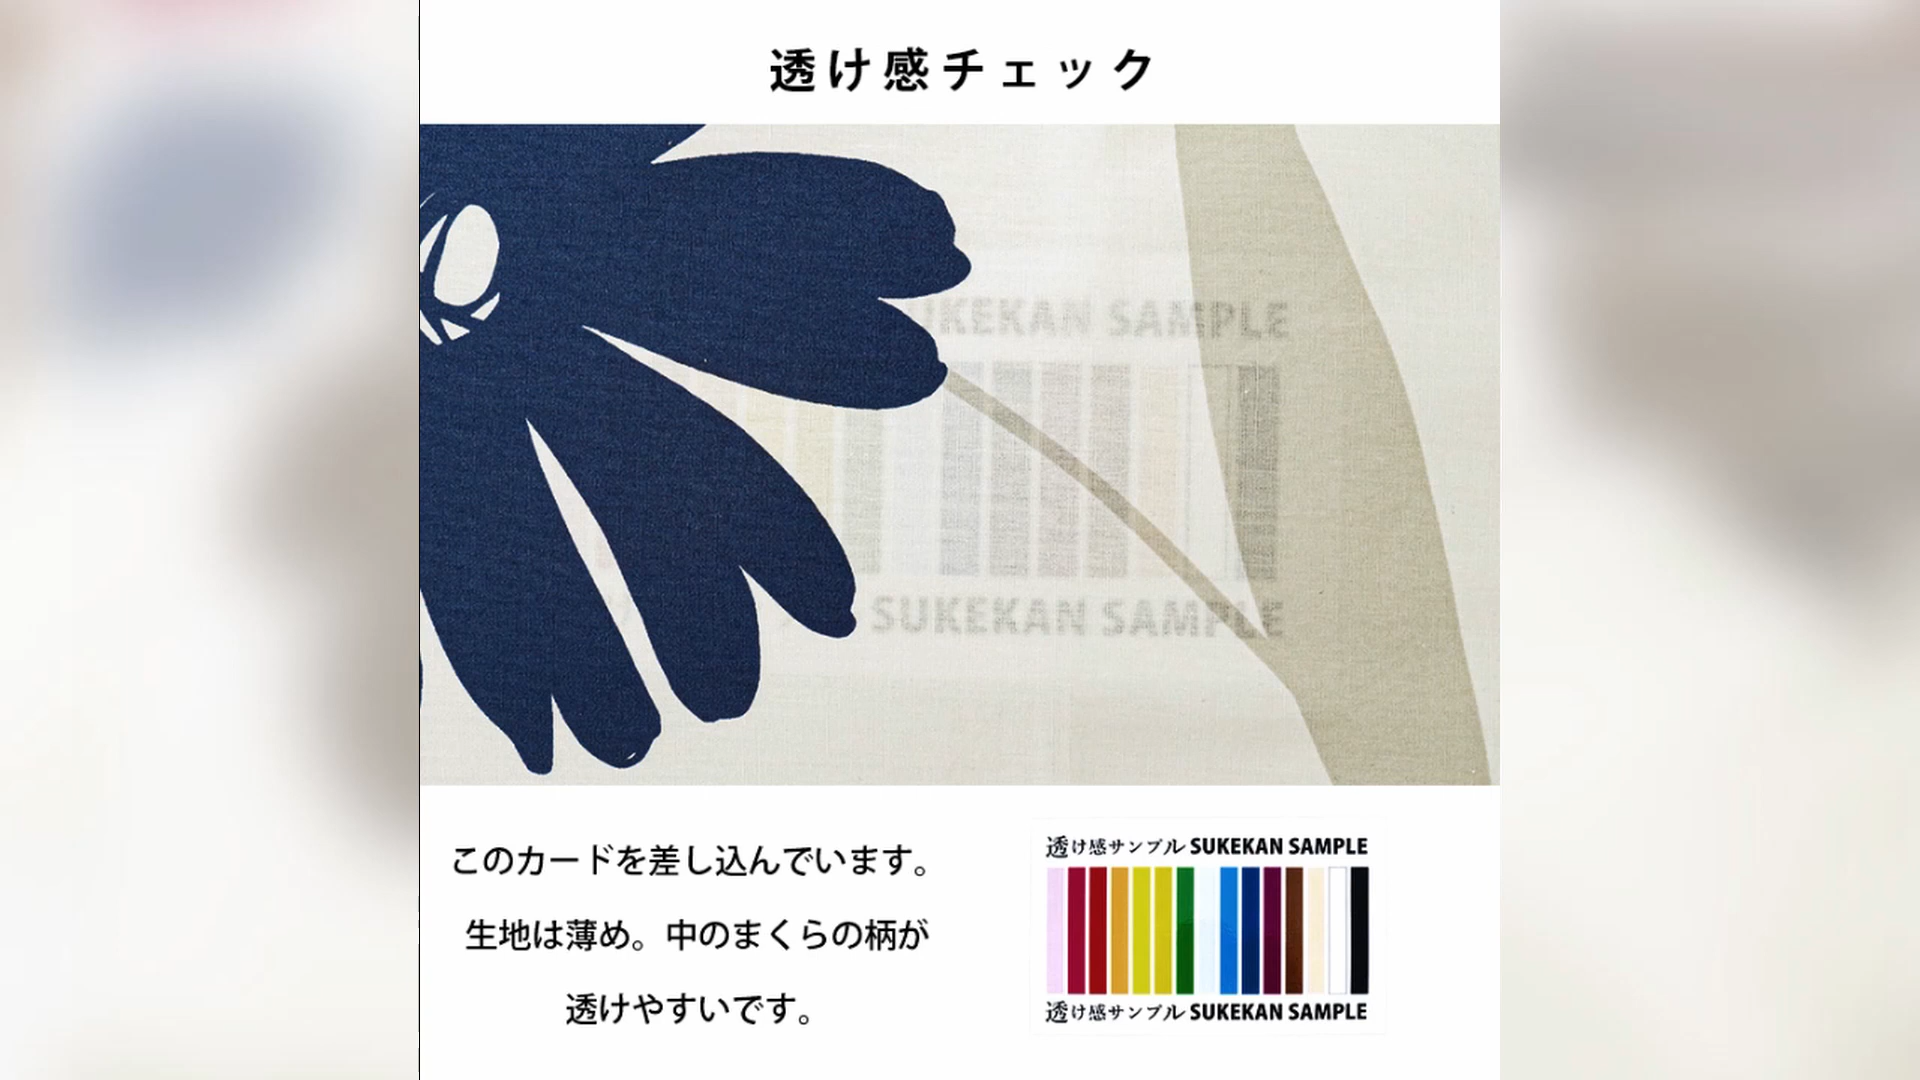 透け感チェック
UKEKAN SAMPLE
SUKEKAN SAMPLE
このカードを差し込んでいます。
生地は薄め。中のまくらの柄が
透けやすいです。
透け感サンプル SUKEKAN SAMPLE
透け感サンプル SUKEKAN SAMPLE